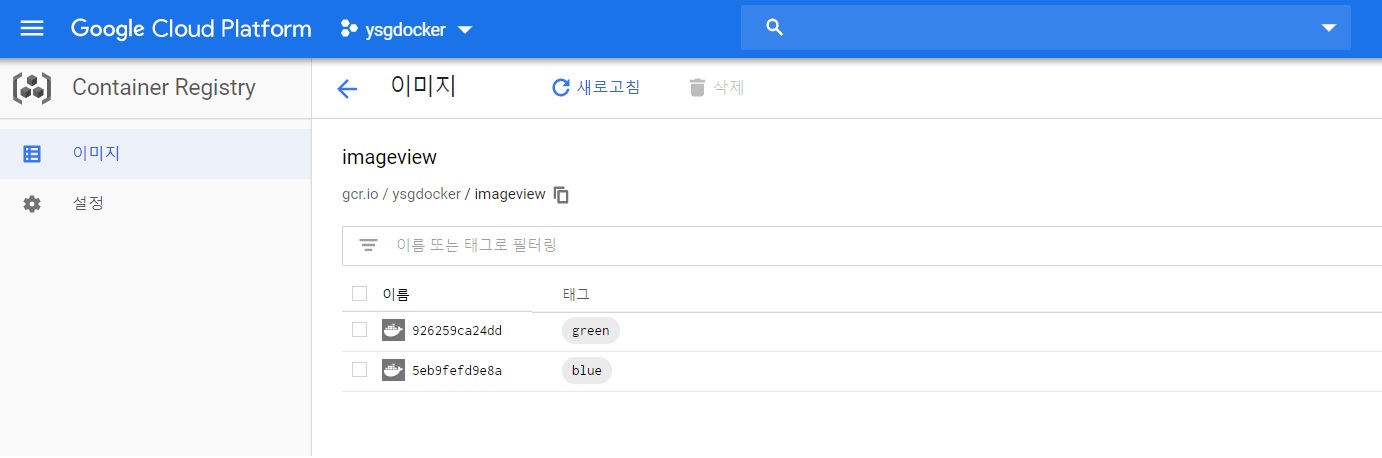 Google Cloud Platform ysgdocker
Container Registry
이미지 새로고침 삭제
이미지
설정
imageview
gcr.io / ysgdocker / imageview
이름 또는 태그로 필터링
이름 태그
926259ca24dd green
5eb9fefd9e8a blue